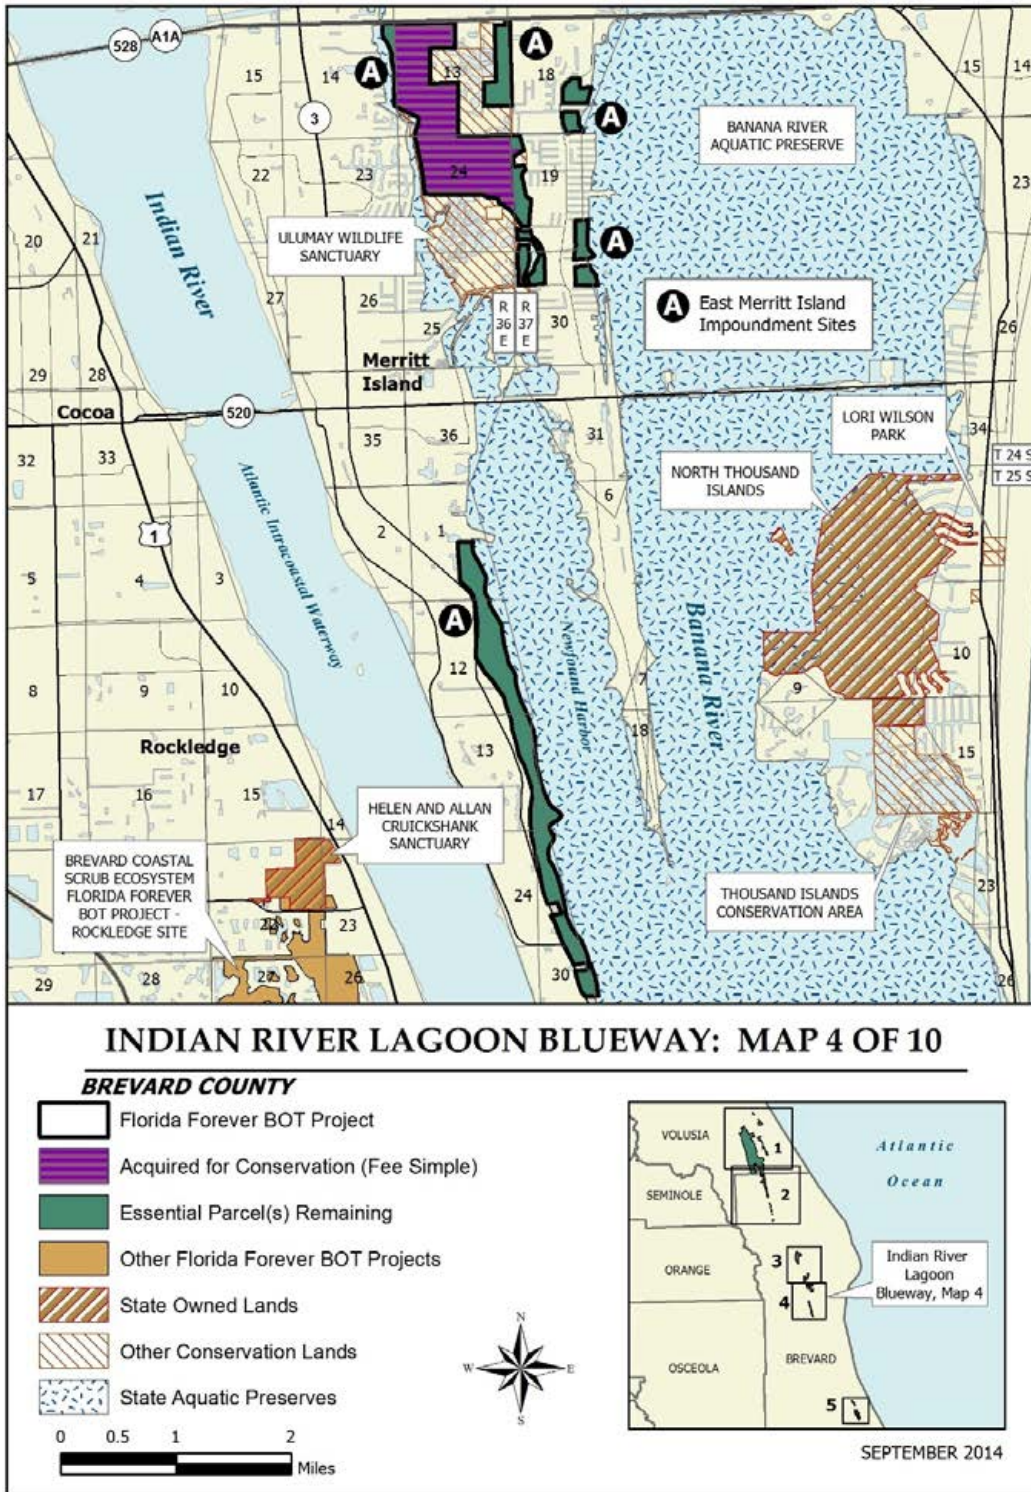 528
A1A
A
A
15
14
13
18
15
14
3
A
BANANA RIVER
AQUATIC PRESERVE
22
23
24
19
23
Indian River
20
21
ULUMAY WILDLIFE
SANCTUARY
A
27
26
A
East Merritt Island
Impoundment Sites
25
R
36
E
R
37
E
30
26
29
28
Merritt
Island
Cocoa
520
LORI WILSON
PARK
32
33
35
36
31
34
T 24 S
T 25 S
NORTH THOUSAND
ISLANDS
6
Atlantic Intracoastal Waterway
1
2
1
3
5
4
3
A
Newfound Harbor
Banana River
12
10
8
9
10
7
9
Rockledge
13
18
15
17
16
15
14
HELEN AND ALLAN
CRUICKSHANK
SANCTUARY
BREVARD COASTAL
SCRUB ECOSYSTEM
FLORIDA FOREVER
BOT PROJECT -
ROCKLEDGE SITE
24
THOUSAND ISLANDS
CONSERVATION AREA
23
22
23
29
28
27
26
30
26
INDIAN RIVER LAGOON BLUEWAY: MAP 4 OF 10
BREVARD COUNTY
Florida Forever BOT Project
Acquired for Conservation (Fee Simple)
Essential Parcel(s) Remaining
Other Florida Forever BOT Projects
State Owned Lands
Other Conservation Lands
State Aquatic Preserves
0 0.5 1 2
Miles
N
W E
S
VOLUSIA
1
Atlantic
Ocean
SEMINOLE
2
ORANGE
3
Indian River
Lagoon
Blueway, Map 4
4
OSCEOLA
BREVARD
5
SEPTEMBER 2014